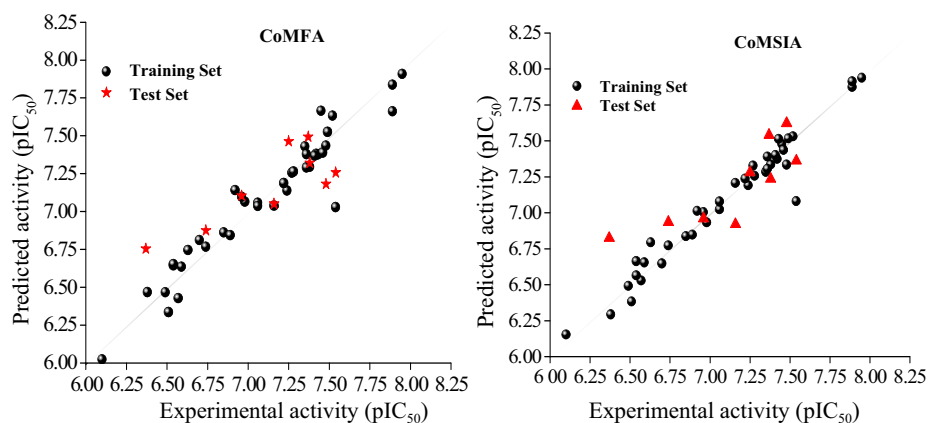 CoMFA
Training Set
Test Set
Predicted activity (pIC50)
8.25
8.00
7.75
7.50
7.25
7.00
6.75
6.50
6.25
6.00
6.00 6.25 6.50 6.75 7.00 7.25 7.50 7.75 8.00 8.25
Experimental activity (pIC50)
CoMSIA
Training Set
Test Set
Predicted activity (pIC50)
8.25
8.00
7.75
7.50
7.25
7.00
6.75
6.50
6.25
6.00
6 00 6.25 6.50 6.75 7.00 7.25 7.50 7.75 8.00 8.25
Experimental activity (pIC50)